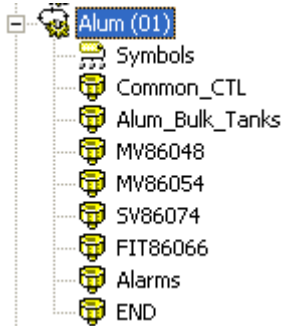 Alum (01)
Symbols
Common_CTL
Alum_Bulk_Tanks
MV86048
MV86054
SV86074
FIT86066
Alarms
END